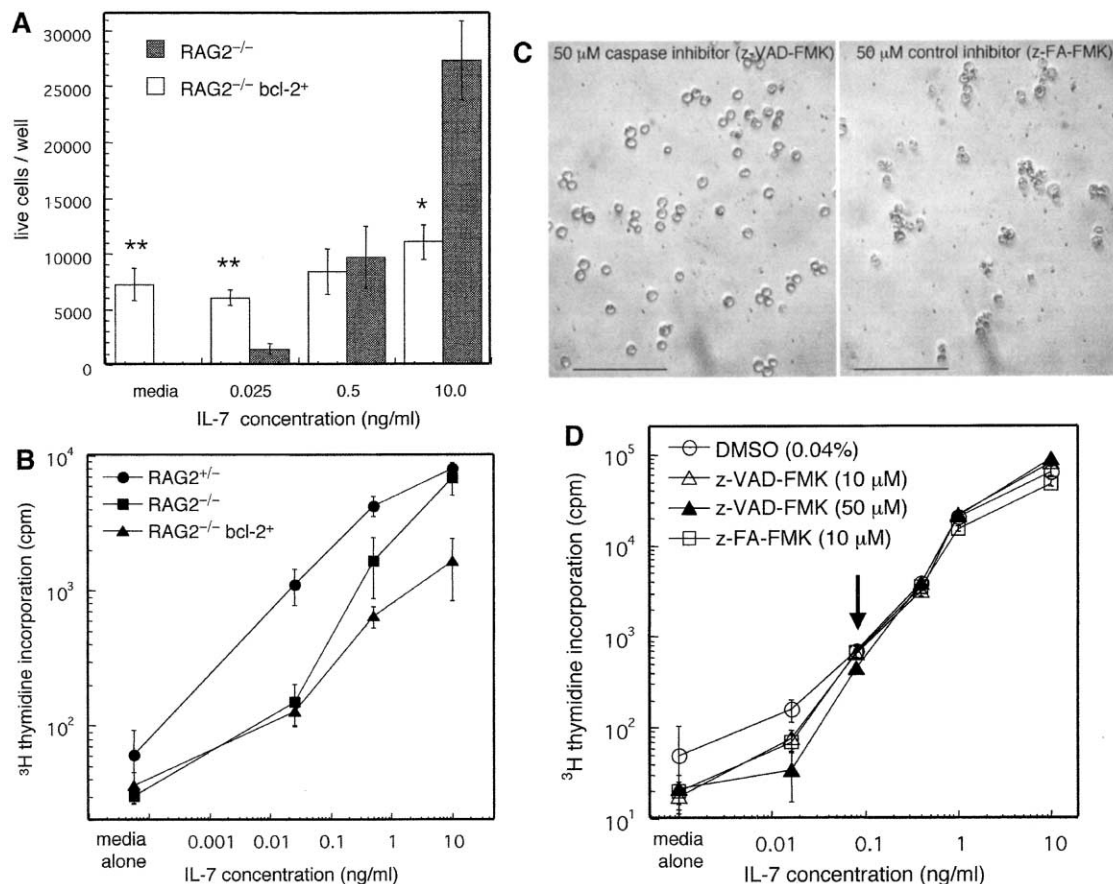 A
30000
25000
20000
15000
10000
5000
0
live cells / well
RAG2−/−
RAG2−/− bcl-2+
**
**
*
media
0.025
0.5
10.0
IL-7 concentration (ng/ml)
B
10⁴
10³
10²
³H thymidine incorporation (cpm)
RAG2+/−
RAG2−/−
RAG2−/− bcl-2+
media alone
0.001
0.01
0.1
1
10
IL-7 concentration (ng/ml)
C
50 μM caspase inhibitor (z-VAD-FMK)
50 μM control inhibitor (z-FA-FMK)
D
10⁵
10⁴
10³
10²
10¹
³H thymidine incorporation (cpm)
DMSO (0.04%)
z-VAD-FMK (10 μM)
z-VAD-FMK (50 μM)
z-FA-FMK (10 μM)
media alone
0.01
0.1
1
10
IL-7 concentration (ng/ml)